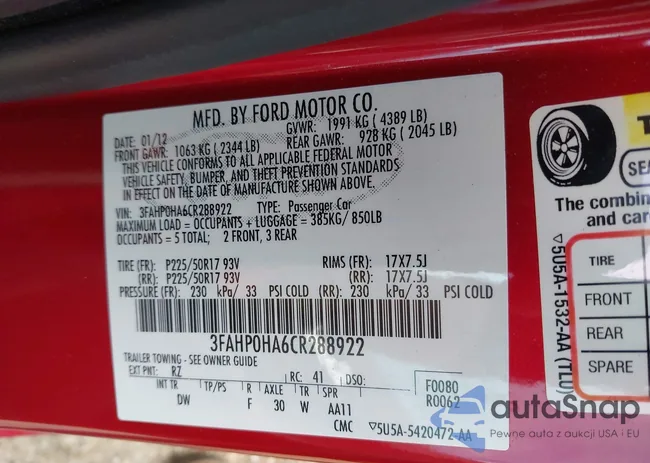 MFD. BY FORD MOTOR CO.
DATE: 01/12 GVWR: 1991 KG ( 4389 LB)
FRONT GAWR: 1063 KG ( 2344 LB) REAR GAWR: 928 KG ( 2045 LB)
THIS VEHICLE CONFORMS TO ALL APPLICABLE FEDERAL MOTOR
VEHICLE SAFETY, BUMPER, AND THEFT PREVENTION STANDARDS
IN EFFECT ON THE DATE OF MANUFACTURE SHOWN ABOVE.
VIN: 3FAHP0HA6CR288922 TYPE: Passenger Car
MAXIMUM LOAD = OCCUPANTS + LUGGAGE = 385KG/ 850LB
OCCUPANTS = 5 TOTAL; 2 FRONT, 3 REAR
TIRE (FR): P225/50R17 93V RIMS (FR): 17X7.5J
(RR): P225/50R17 93V (RR): 17X7.5J
PRESSURE (FR): 230 kPa/ 33 PSI COLD (RR): 230 kPa/ 33 PSI COLD
3FAHP0HA6CR288922
TRAILER TOWING - SEE OWNER GUIDE
EXT PNT: RZ RC: 41 DSO:
INT TR TP/PS R AXLE TR SPR F0080
DW F 30 W AA11 R0062
CMC ▽5U5A-5420472-AA
The combin
and car
TIRE
FRONT
REAR
SPARE
▽5U5A-1532-AA (TLU)
autoSnap
Pewne auta z aukcji USA i EU